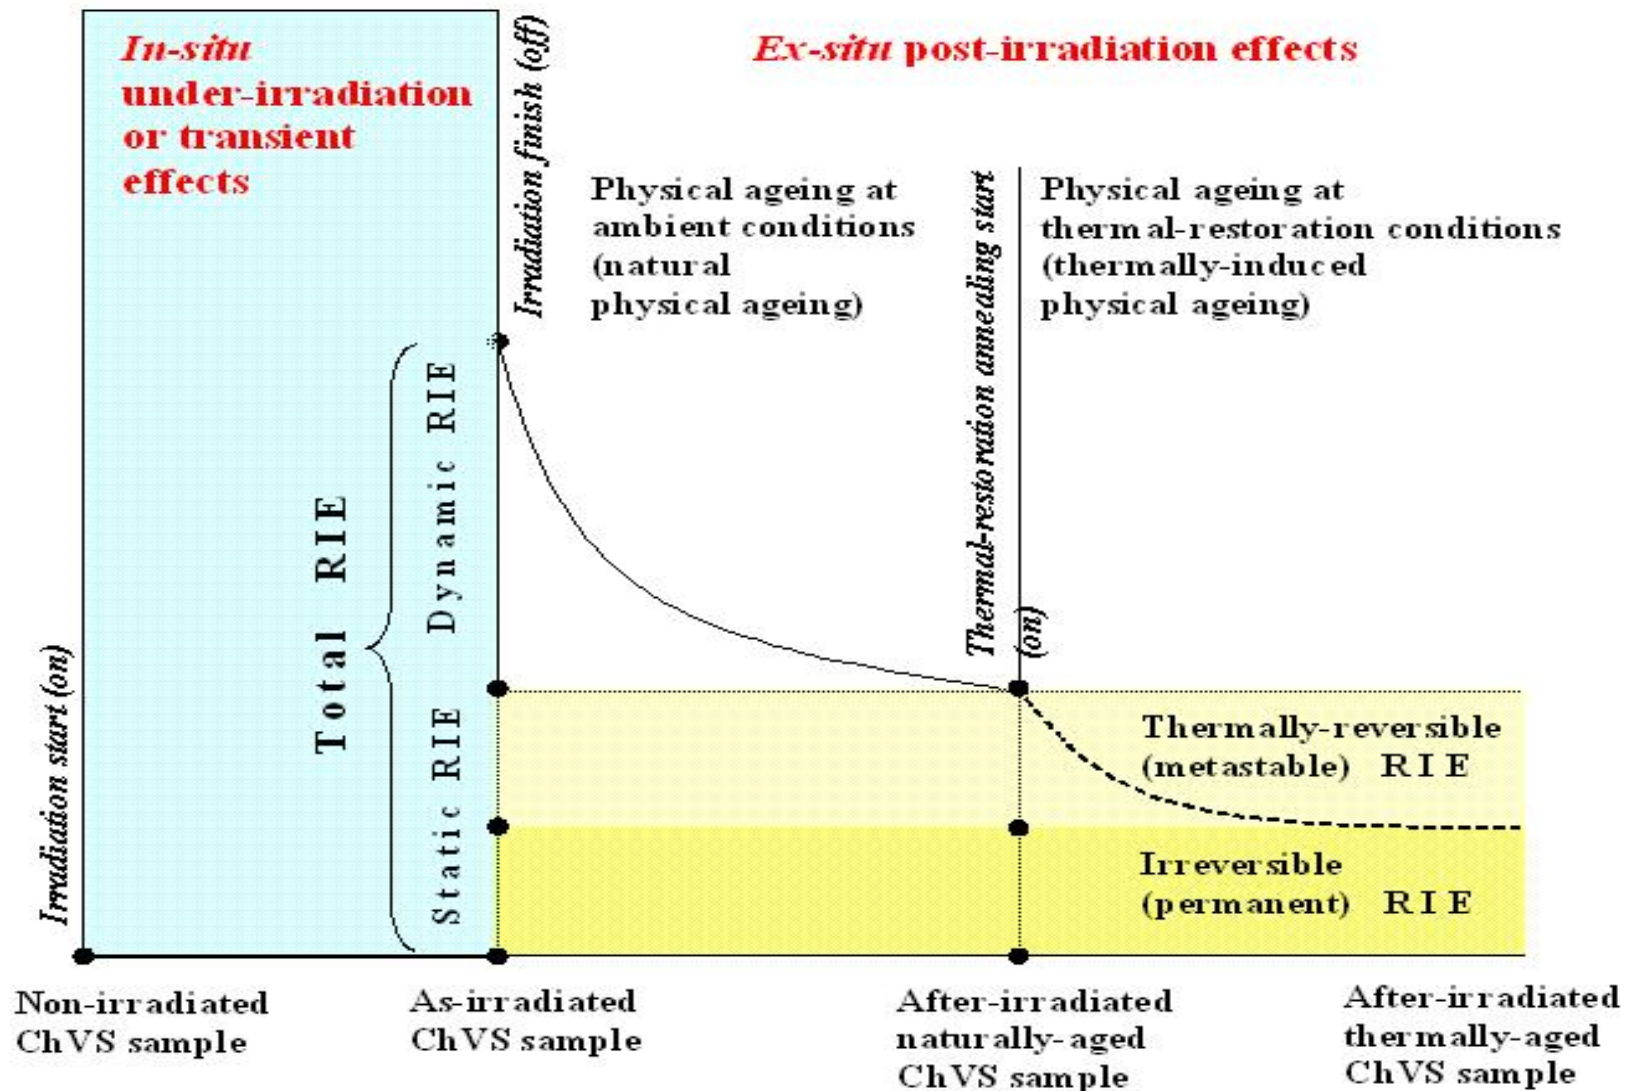 In-situ
under-irradiation
or transient
effects
Ex-situ post-irradiation effects
Irradiation start (on)
Irradiation finish (off)
Physical ageing at
ambient conditions
(natural
physical ageing)
Thermal-restoration annealing start
(on)
Physical ageing at
thermal-restoration conditions
(thermally-induced
physical ageing)
Total RIE
Dynamic RIE
Static RIE
Thermally-reversible
(metastable) RIE
Irreversible
(permanent) RIE
Non-irradiated
ChVS sample
As-irradiated
ChVS sample
After-irradiated
naturally-aged
ChVS sample
After-irradiated
thermally-aged
ChVS sample